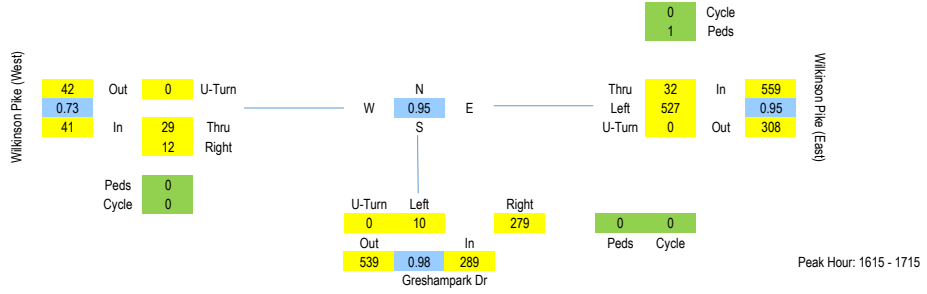 0 Cycle
1 Peds
Wilkinson Pike (West)
42 Out 0 U-Turn
0.73
41 In 29 Thru
12 Right
N
W 0.95 E
S
Thru 32 In 559
Left 527 0.95
U-Turn 0 Out 308
Wilkinson Pike (East)
Peds 0
Cycle 0
U-Turn Left Right
0 10 279
Out In
539 0.98 289
Greshampark Dr
0 0
Peds Cycle
Peak Hour: 1615 - 1715